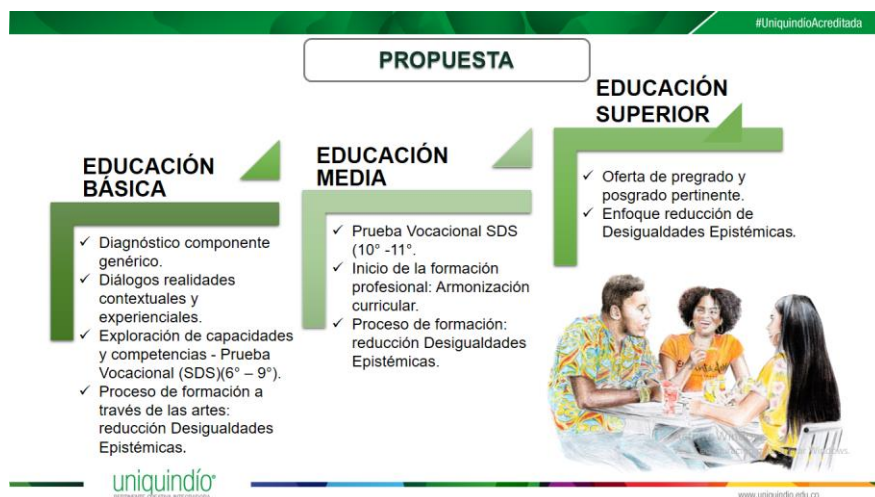 #UniquindíoAcreditada
PROPUESTA
EDUCACIÓN
BÁSICA
✓ Diagnóstico componente
genérico.
✓ Diálogos realidades
contextuales y
experienciales.
✓ Exploración de capacidades
y competencias - Prueba
Vocacional (SDS)(6° – 9°).
✓ Proceso de formación a
través de las artes:
reducción Desigualdades
Epistémicas.
EDUCACIÓN
MEDIA
✓ Prueba Vocacional SDS
(10° -11°.
✓ Inicio de la formación
profesional: Armonización
curricular.
✓ Proceso de formación:
reducción Desigualdades
Epistémicas.
EDUCACIÓN
SUPERIOR
✓ Oferta de pregrado y
posgrado pertinente.
✓ Enfoque reducción de
Desigualdades Epistémicas.
uniquindío
www.uniquindio.edu.co